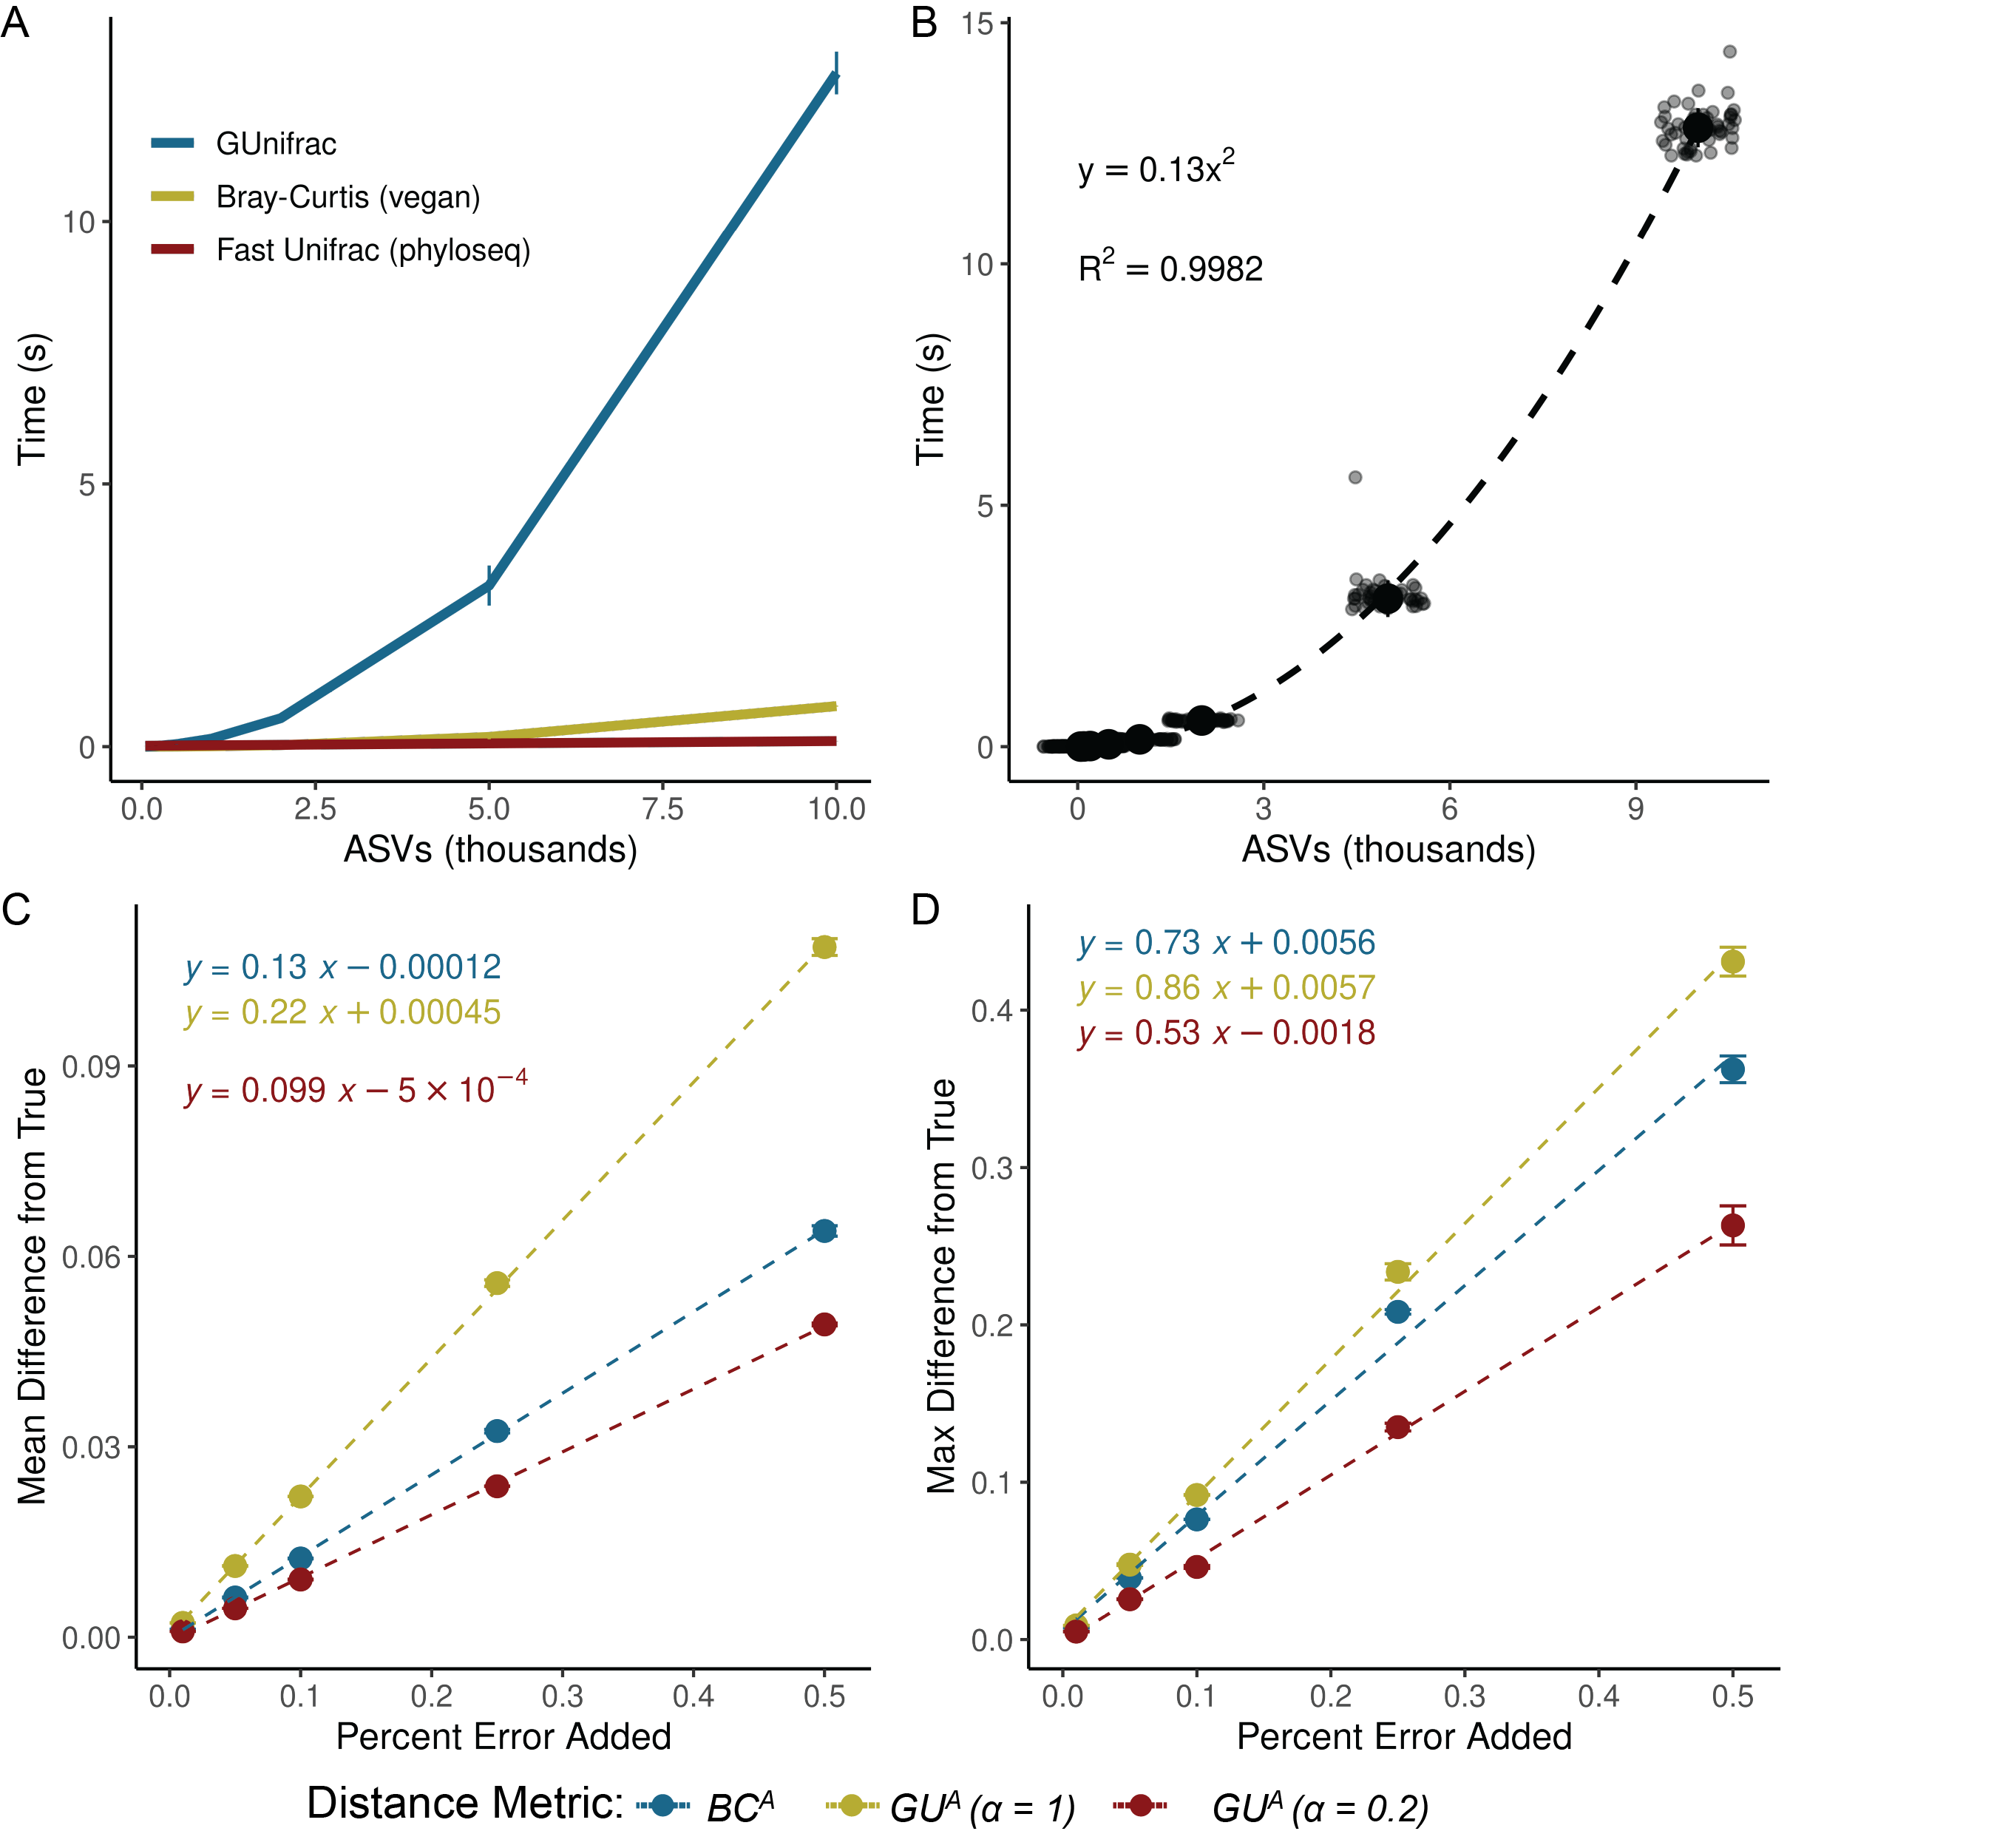 A
GUnifrac
Bray-Curtis (vegan)
Fast Unifrac (phyloseq)
10
5
0
Time (s)
0.0 2.5 5.0 7.5 10.0
ASVs (thousands)
B
15
10
5
0
Time (s)
y = 0.13x²
R² = 0.9982
0 3 6 9
ASVs (thousands)
C
y = 0.13 x − 0.00012
y = 0.22 x + 0.00045
y = 0.099 x − 5 × 10⁻⁴
0.09
0.06
0.03
0.00
Mean Difference from True
0.0 0.1 0.2 0.3 0.4 0.5
Percent Error Added
D
y = 0.73 x + 0.0056
y = 0.86 x + 0.0057
y = 0.53 x − 0.0018
0.4
0.3
0.2
0.1
0.0
Max Difference from True
0.0 0.1 0.2 0.3 0.4 0.5
Percent Error Added
Distance Metric: BCᴬ GUᴬ (α = 1) GUᴬ (α = 0.2)